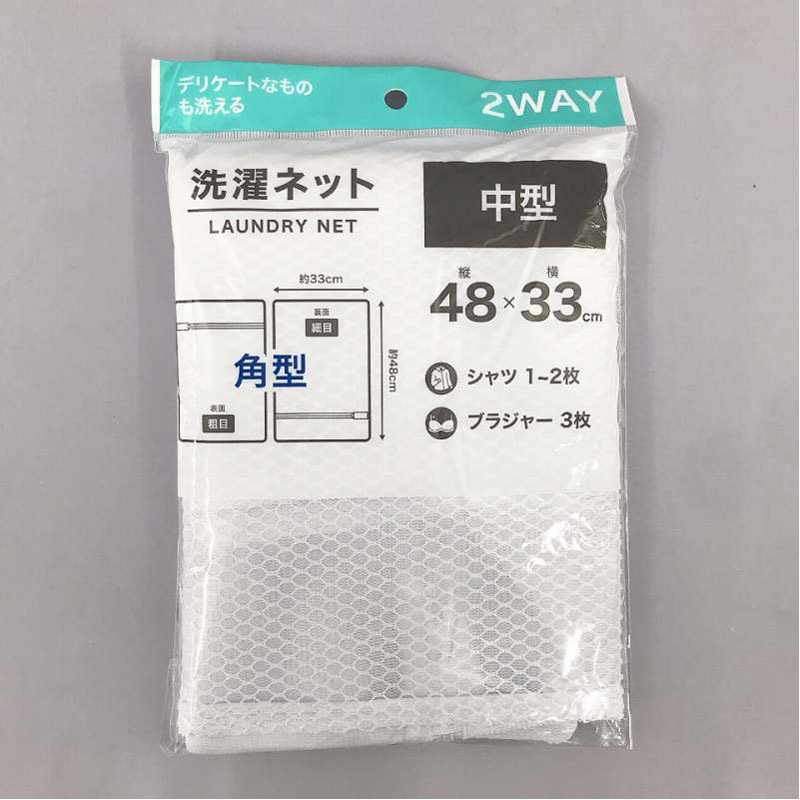 デリケートなもの
も洗える
2WAY
洗濯ネット
LAUNDRY NET
中型
縦 横
48×33cm
約33cm
裏面
細目
約48cm
角型
表面
粗目
シャツ 1~2枚
ブラジャー 3枚